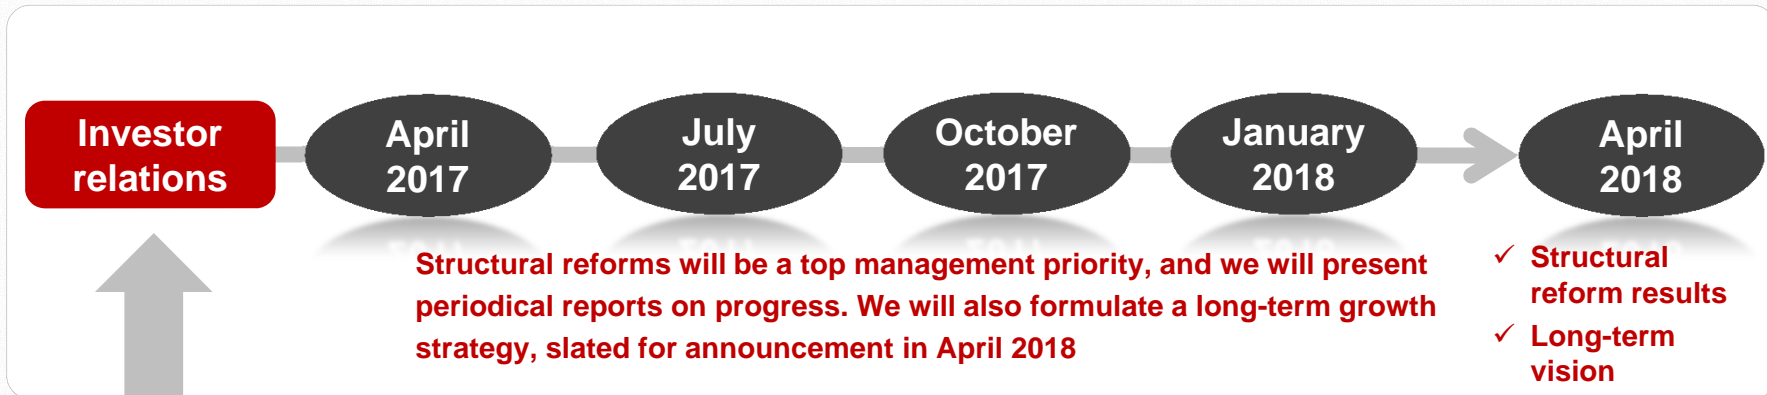 Investor
relations
April
2017
July
2017
October
2017
January
2018
April
2018
Structural reforms will be a top management priority, and we will present
periodical reports on progress. We will also formulate a long-term growth
strategy, slated for announcement in April 2018
✓ Structural
reform results
✓ Long-term
vision